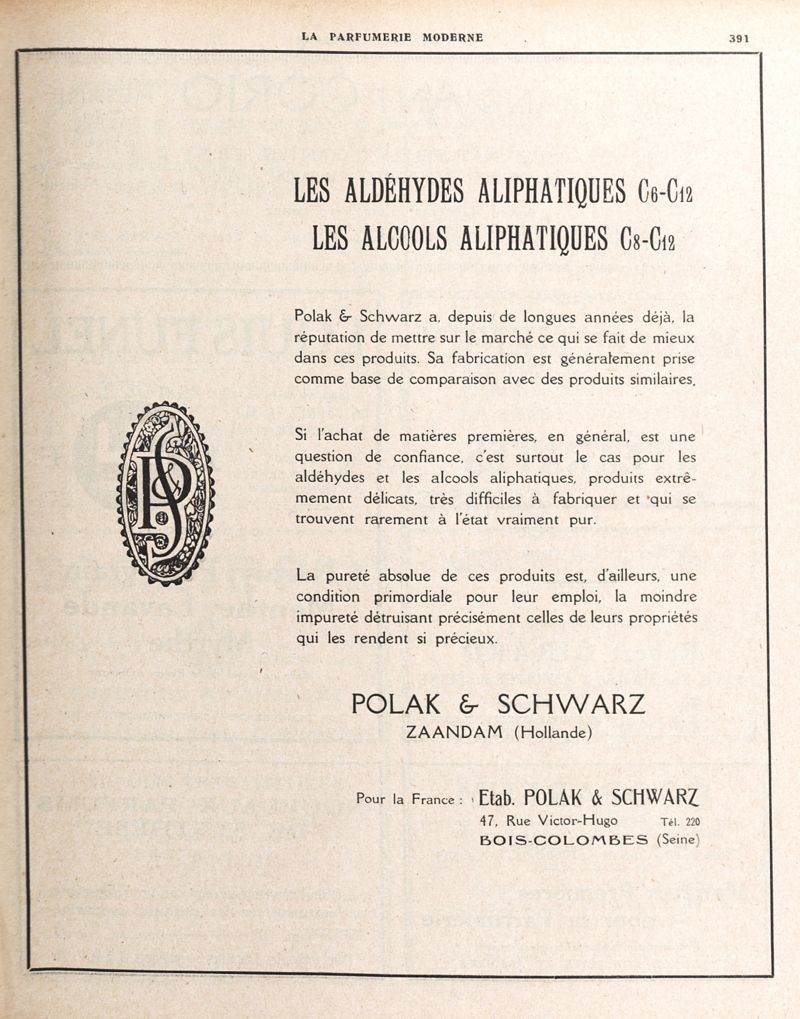 LA PARFUMERIE MODERNE
391
LES ALDÉHYDES ALIPHATIQUES C6-C12
LES ALCOOLS ALIPHATIQUES C8-C12
Polak & Schwarz a, depuis de longues années déjà, la
réputation de mettre sur le marché ce qui se fait de mieux
dans ces produits. Sa fabrication est généralement prise
comme base de comparaison avec des produits similaires.
Si l'achat de matières premières, en général, est une
question de confiance, c'est surtout le cas pour les
aldéhydes et les alcools aliphatiques, produits extrê-
mement délicats, très difficiles à fabriquer et qui se
trouvent rarement à l'état vraiment pur.
La pureté absolue de ces produits est, d'ailleurs, une
condition primordiale pour leur emploi, la moindre
impureté détruisant précisément celles de leurs propriétés
qui les rendent si précieux.
P&S
POLAK & SCHWARZ
ZAANDAM (Hollande)
Pour la France : Etab. POLAK & SCHWARZ
47, Rue Victor-Hugo Tél. 220
BOIS-COLOMBES (Seine)